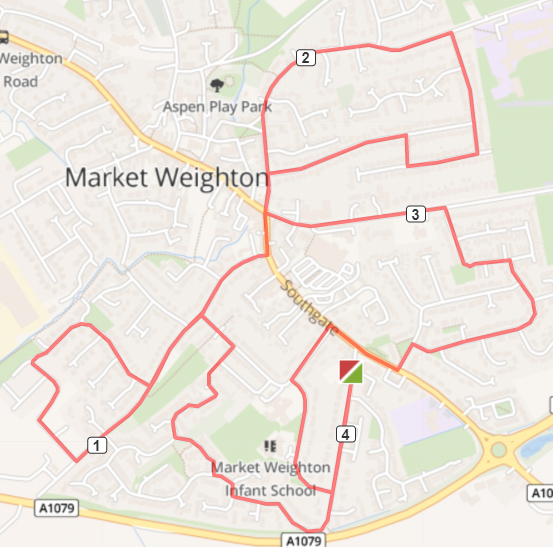 2
Weighton
Road
Aspen Play Park
Market Weighton
3
Southgate
4
1
Market Weighton
Infant School
A1079
A1079
A10